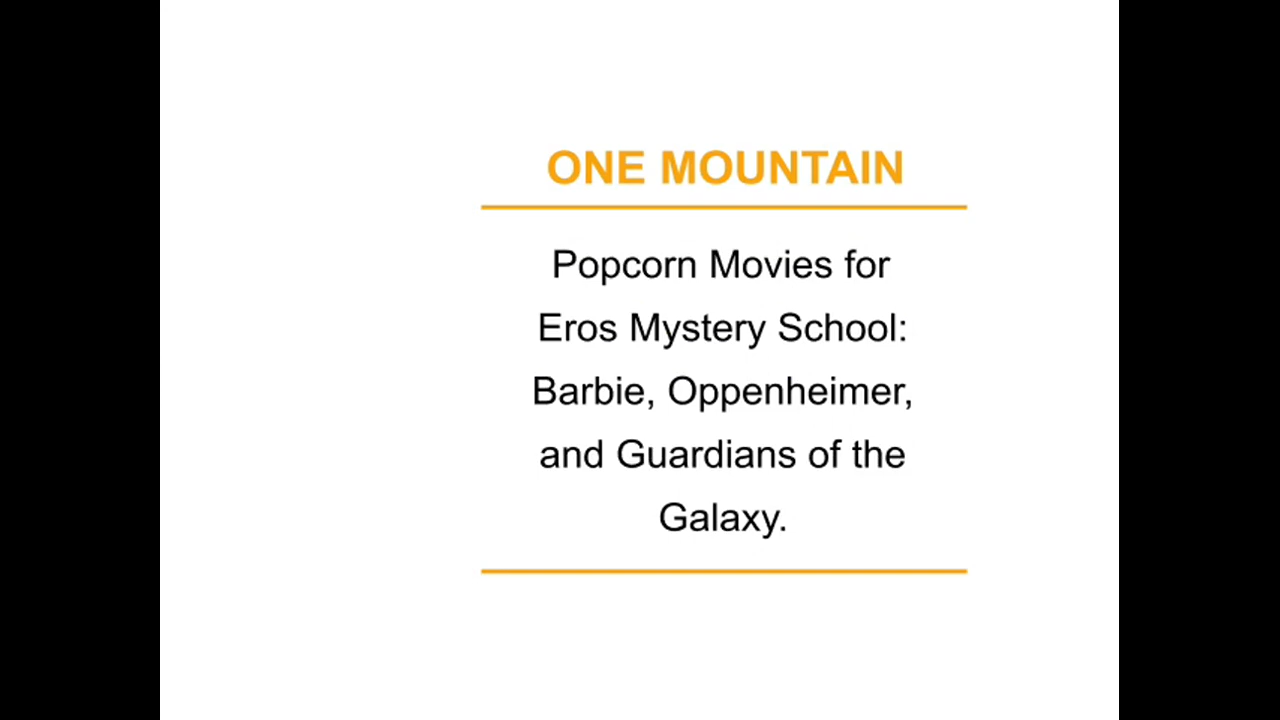 ONE MOUNTAIN
Popcorn Movies for
Eros Mystery School:
Barbie, Oppenheimer,
and Guardians of the
Galaxy.